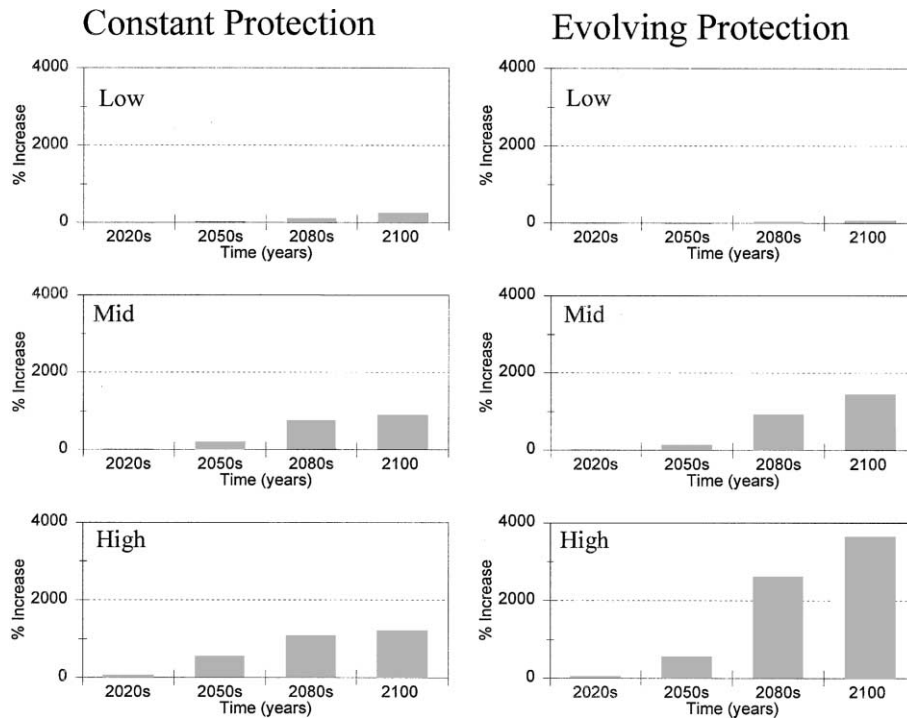 Constant Protection
Evolving Protection
4000
2000
0
% Increase
Low
2020s 2050s 2080s 2100
Time (years)
4000
2000
0
% Increase
Low
2020s 2050s 2080s 2100
Time (years)
4000
2000
0
% Increase
Mid
2020s 2050s 2080s 2100
Time (years)
4000
2000
0
% Increase
Mid
2020s 2050s 2080s 2100
Time (years)
4000
2000
0
% Increase
High
2020s 2050s 2080s 2100
Time (years)
4000
2000
0
% Increase
High
2020s 2050s 2080s 2100
Time (years)